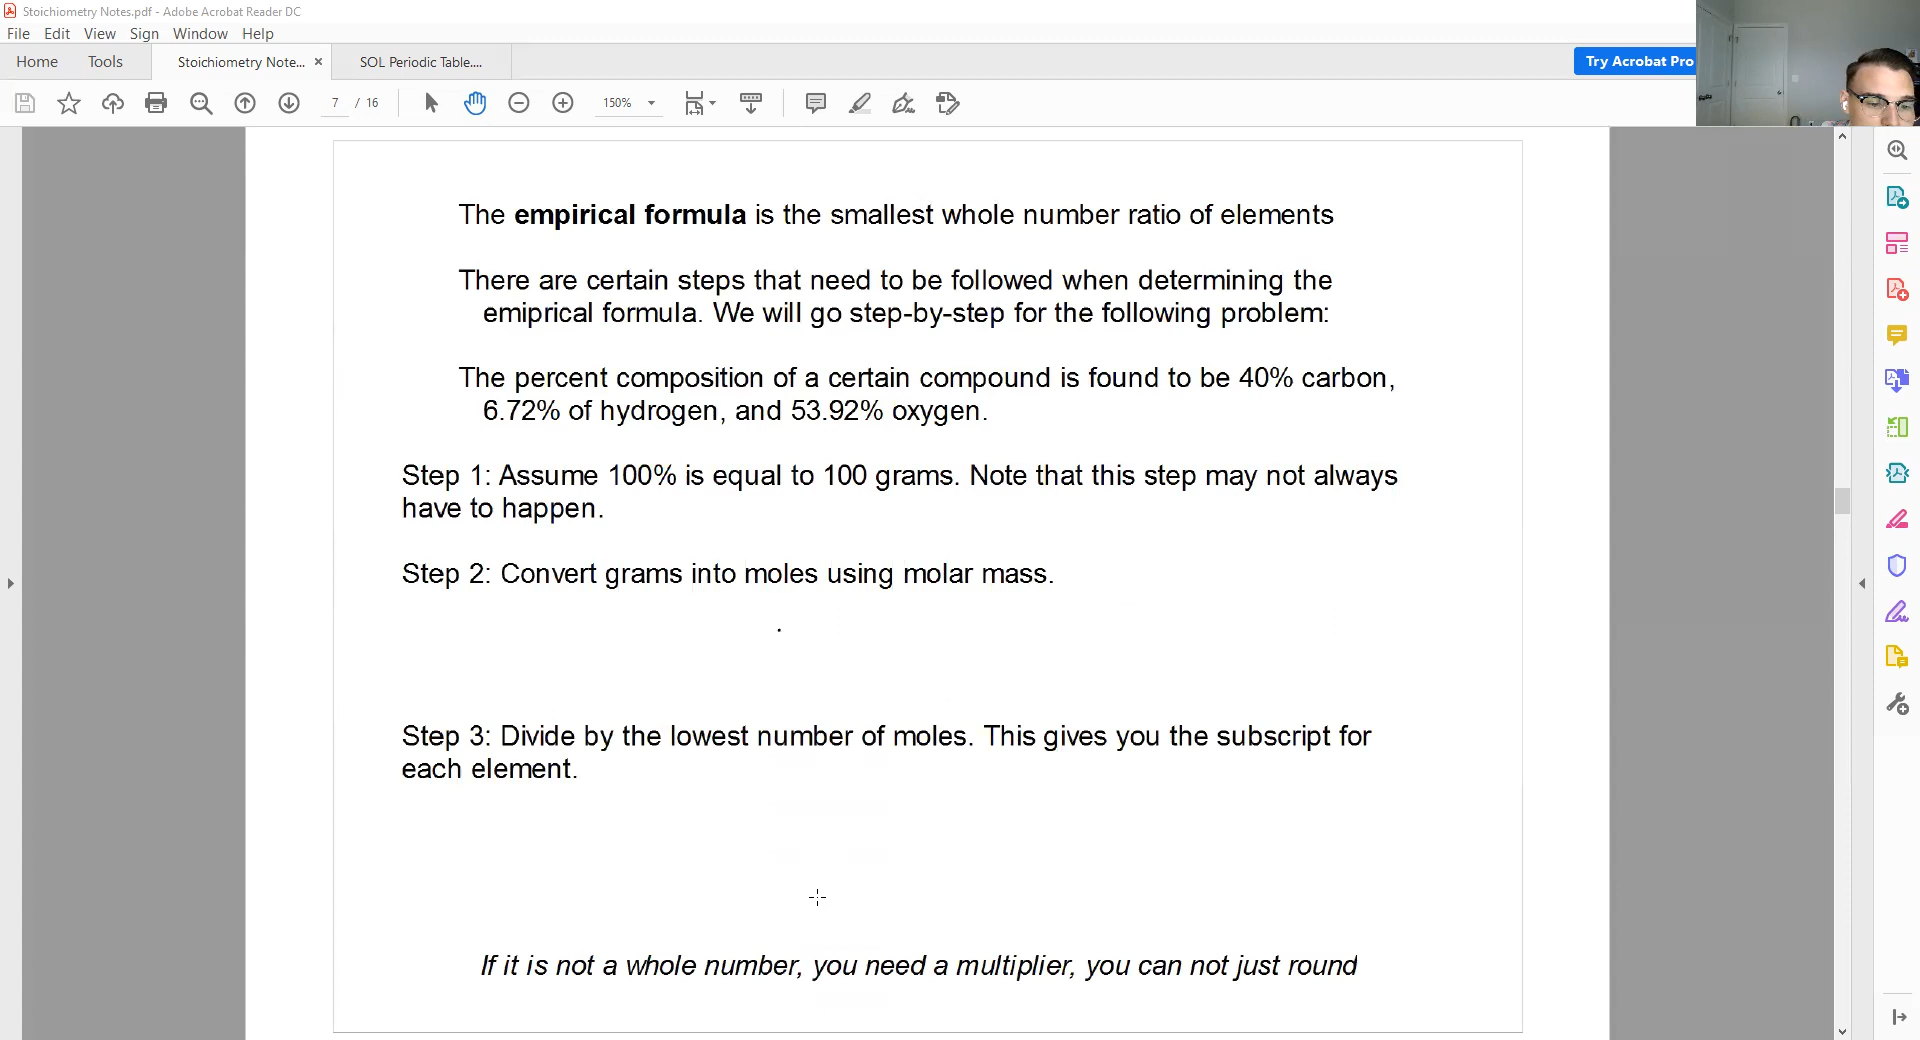 Stoichiometry Notes.pdf - Adobe Acrobat Reader DC
File Edit View Sign Window Help
Home Tools Stoichiometry Note... × SOL Periodic Table.... Try Acrobat Pro
7 / 16 150%
The empirical formula is the smallest whole number ratio of elements
There are certain steps that need to be followed when determining the
emiprical formula. We will go step-by-step for the following problem:
The percent composition of a certain compound is found to be 40% carbon,
6.72% of hydrogen, and 53.92% oxygen.
Step 1: Assume 100% is equal to 100 grams. Note that this step may not always
have to happen.
Step 2: Convert grams into moles using molar mass.
Step 3: Divide by the lowest number of moles. This gives you the subscript for
each element.
If it is not a whole number, you need a multiplier, you can not just round